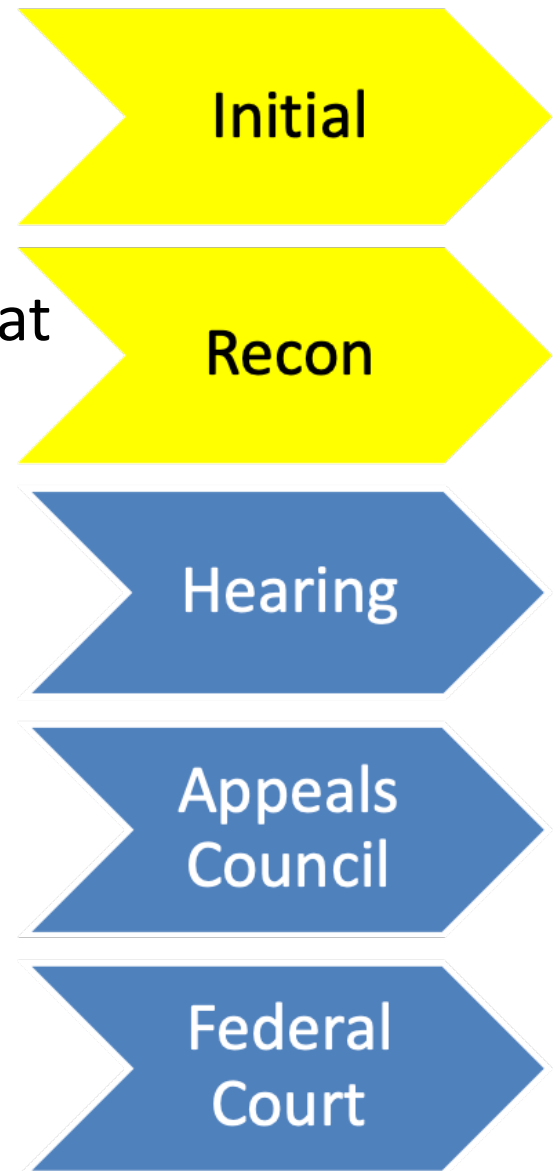 Initial
at
Recon
Hearing
Appeals
Council
Federal
Court